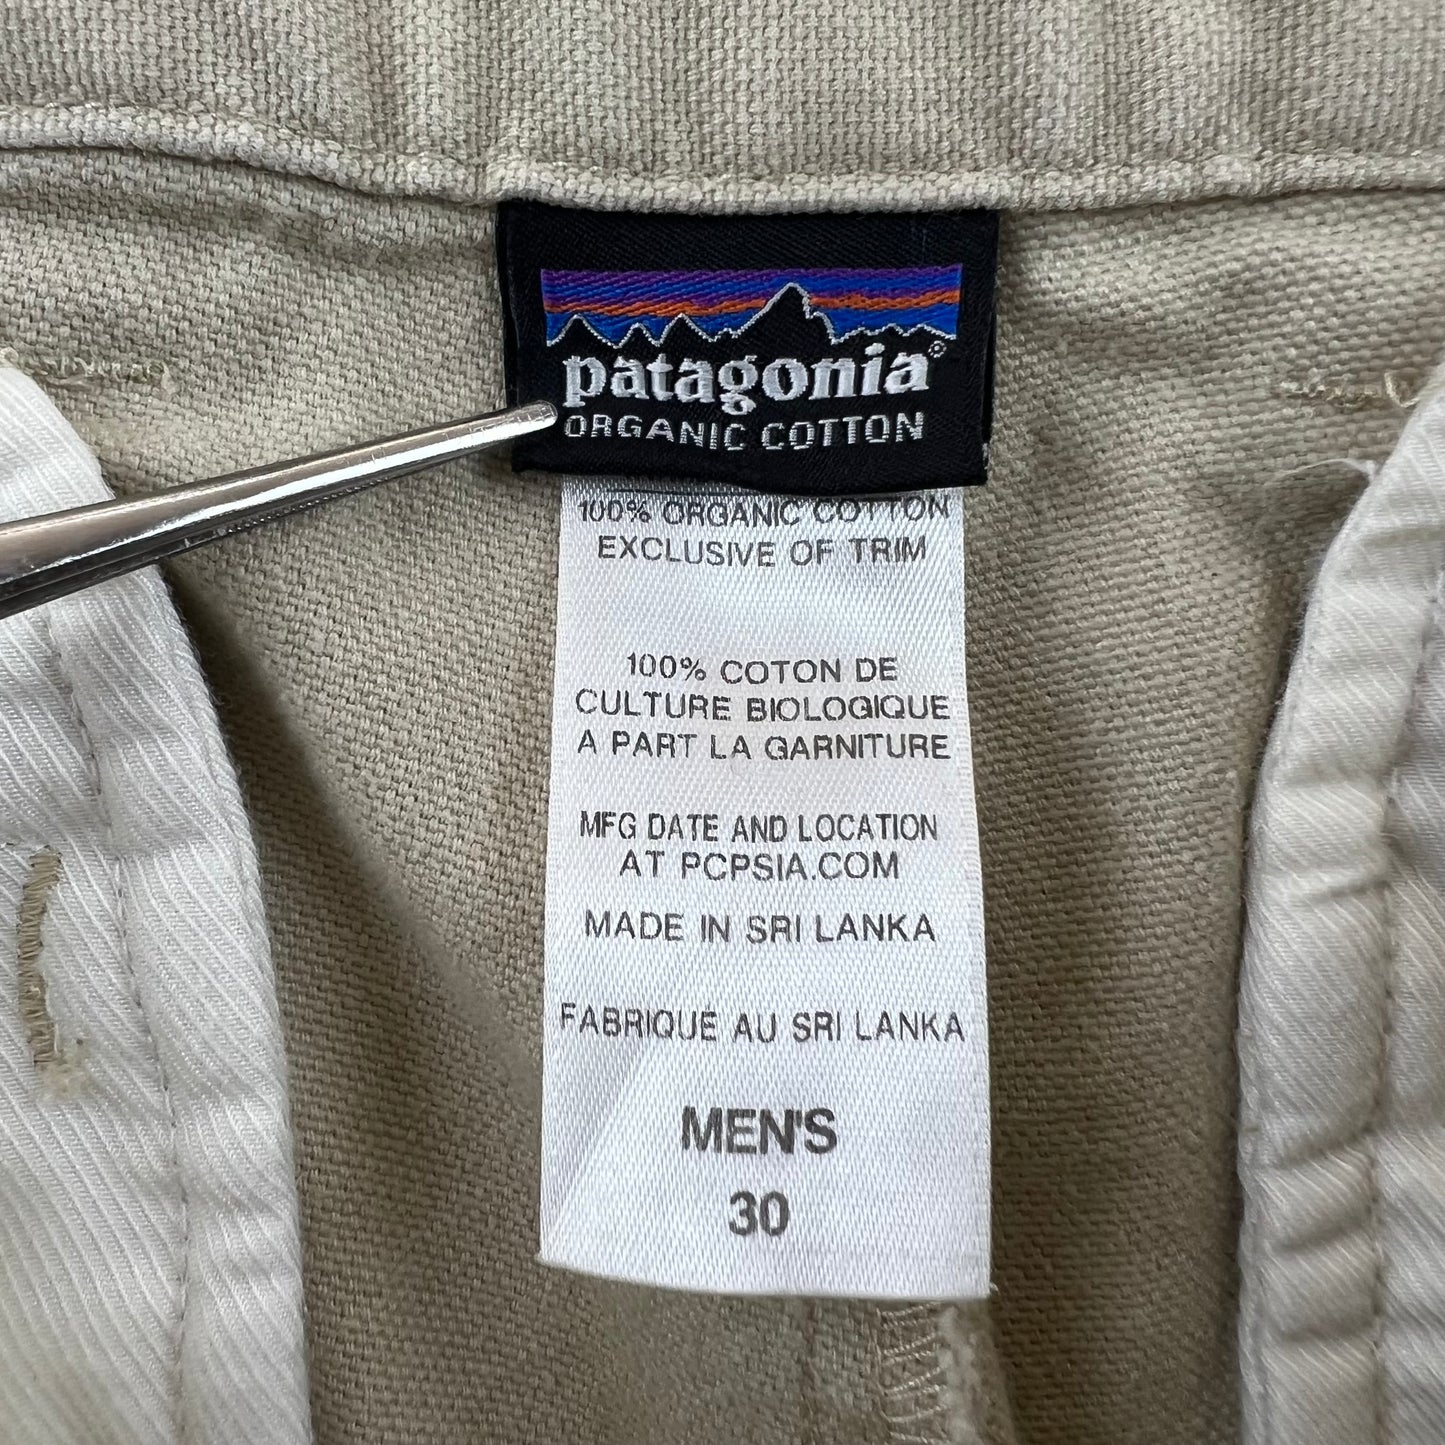 patagonia®
ORGANIC COTTON
100% ORGANIC COTTON
EXCLUSIVE OF TRIM
100% COTON DE
CULTURE BIOLOGIQUE
A PART LA GARNITURE
MFG DATE AND LOCATION
AT PCPSIA.COM
MADE IN SRI LANKA
FABRIQUÉ AU SRI LANKA
MEN'S
30